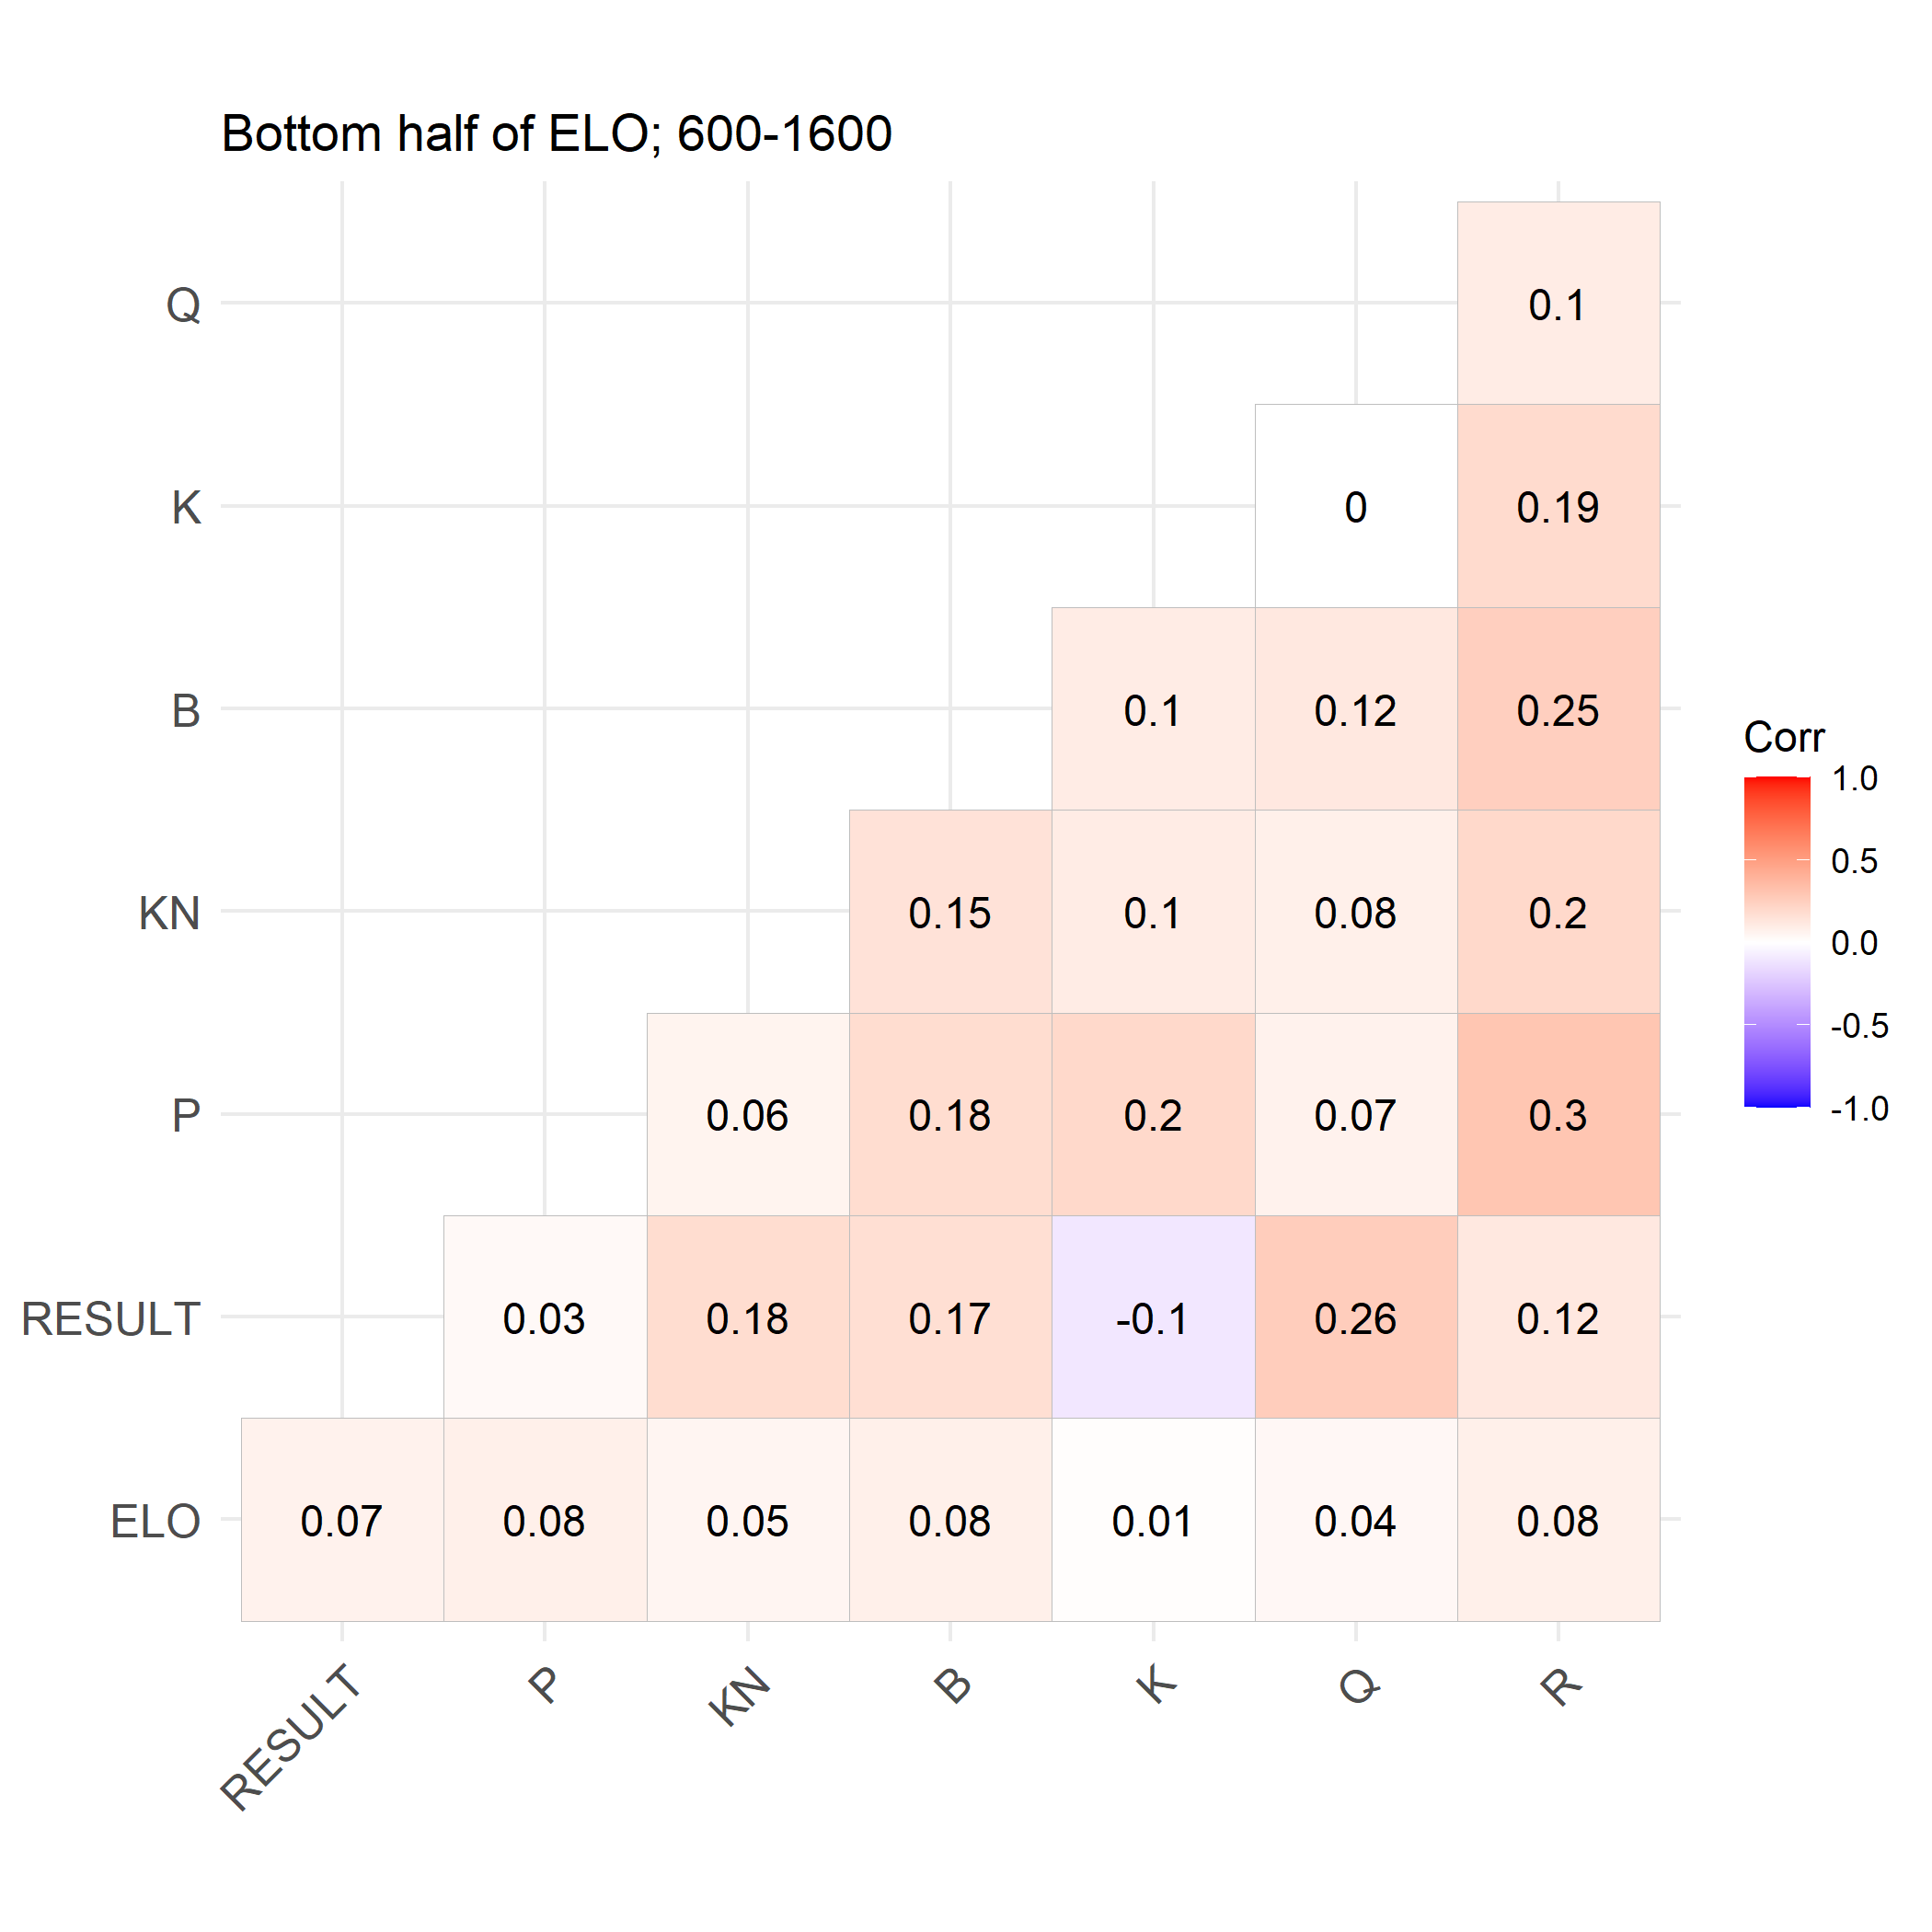 Bottom half of ELO; 600-1600
Q 0.1
K 0 0.19
B 0.1 0.12 0.25
KN 0.15 0.1 0.08 0.2
P 0.06 0.18 0.2 0.07 0.3
RESULT 0.03 0.18 0.17 -0.1 0.26 0.12
ELO 0.07 0.08 0.05 0.08 0.01 0.04 0.08
RESULT P KN B K Q R
Corr
1.0
0.5
0.0
-0.5
-1.0